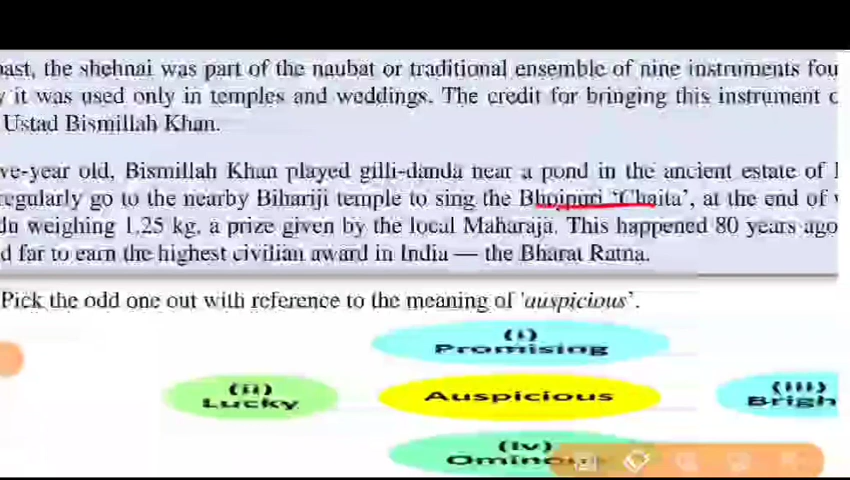 past, the shehnai was part of the naubat or traditional ensemble of nine instruments fou
y it was used only in temples and weddings. The credit for bringing this instrument
Ustad Bismillah Khan.
ve-year old, Bismillah Khan played gilli-danda near a pond in the ancient estate of
regularly go to the nearby Bihariji temple to sing the Bhojpuri 'Chaita', at the end of
du weighing 1.25 kg, a prize given by the local Maharaja. This happened 80 years ago
d far to earn the highest civilian award in India — the Bharat Ratna.
Pick the odd one out with reference to the meaning of 'auspicious'.
(i)
Promising
(ii)
Lucky
Auspicious
(iii)
Brigh
(iv)
Omino